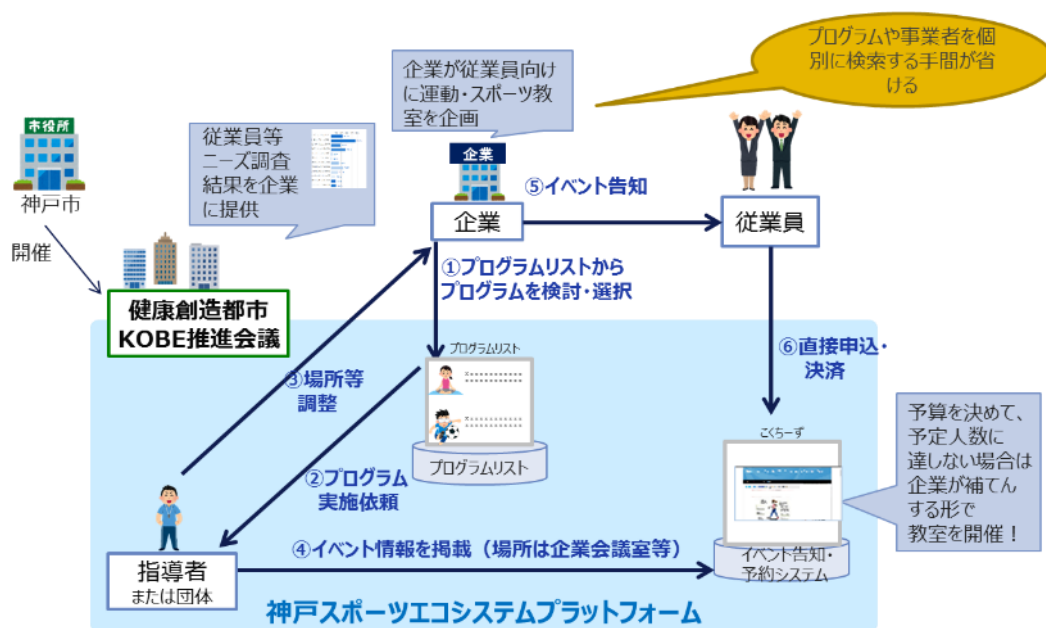 プログラムや事業者を個
別に検索する手間が省
ける
企業が従業員向け
に運動・スポーツ教
室を企画
市役所
従業員等
ニーズ調査
結果を企業
に提供
企業
神戸市
⑤イベント告知
企業
従業員
開催
①プログラムリストから
プログラムを検討・選択
健康創造都市
KOBE推進会議
プログラムリスト
⑥直接申込・
決済
③場所等
調整
こくちーず
予算を決めて、
予定人数に
達しない場合は
企業が補てん
する形で
教室を開催！
プログラムリスト
②プログラム
実施依頼
④イベント情報を掲載（場所は企業会議室等）
イベント告知・
予約システム
指導者
または団体
神戸スポーツエコシステムプラットフォーム